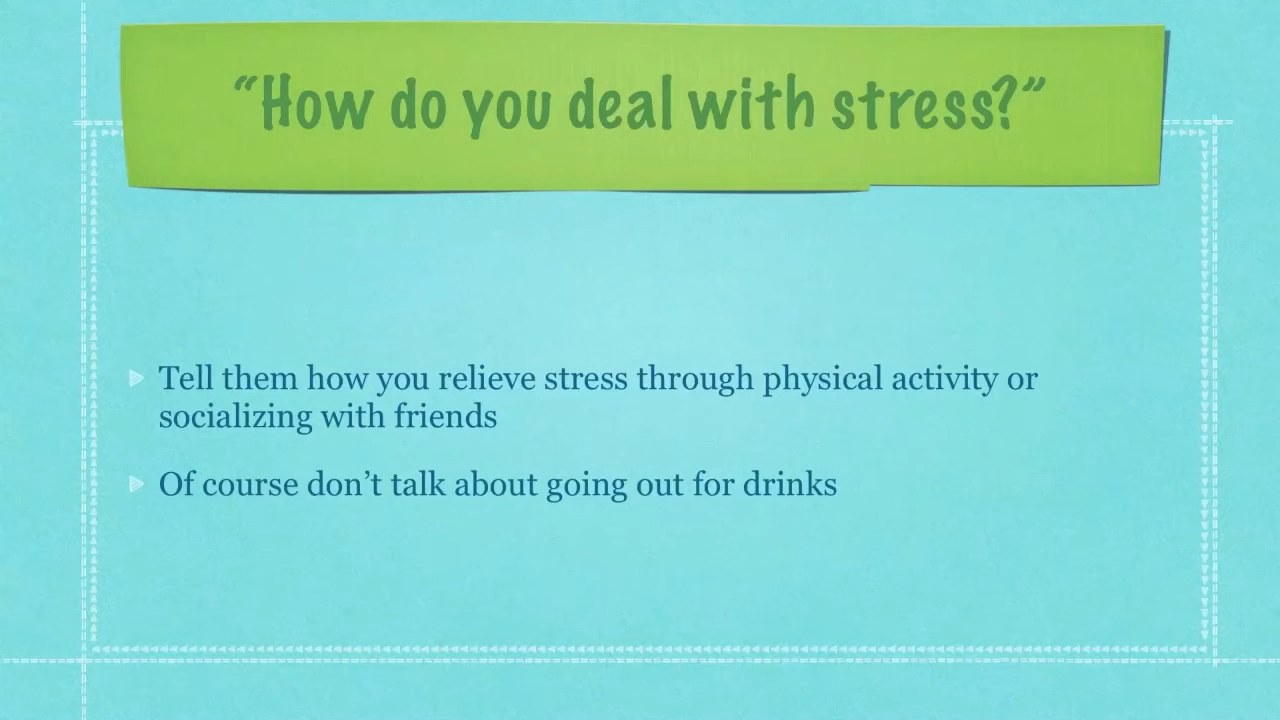 “How do you deal with stress?”
Tell them how you relieve stress through physical activity or
socializing with friends
Of course don’t talk about going out for drinks